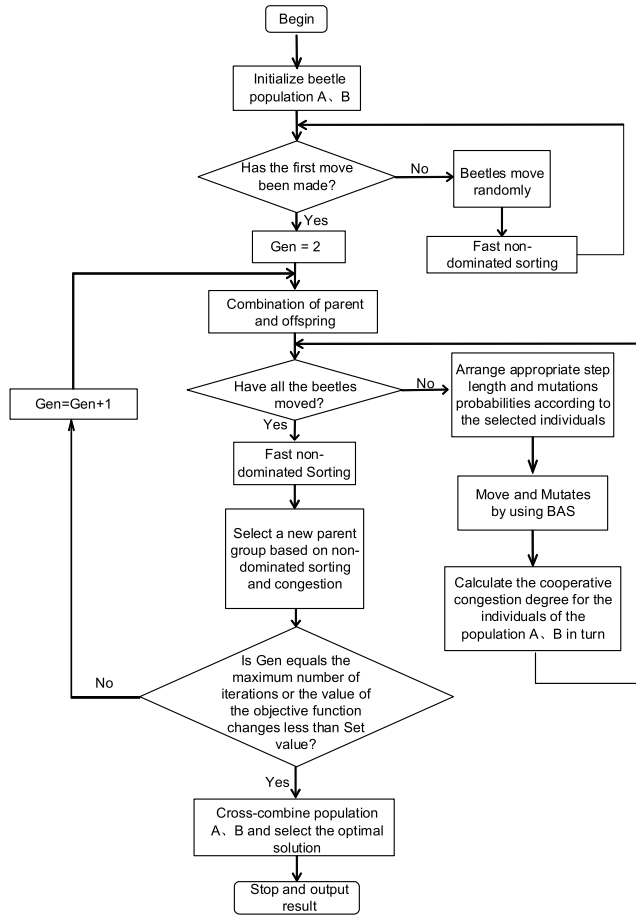 Begin
Initialize beetle
population A、B
Has the first move
been made?
No
Beetles move
randomly
Yes
Fast non-
dominated sorting
Gen = 2
Combination of parent
and offspring
Have all the beetles
moved?
No
Arrange appropriate step
length and mutations
probabilities according to
the selected individuals
Gen=Gen+1
Yes
Fast non-
dominated Sorting
Move and Mutates
by using BAS
Select a new parent
group based on non-
dominated sorting
and congestion
Calculate the cooperative
congestion degree for the
individuals of the
population A、B in turn
Is Gen equals the
maximum number of
iterations or the value of
the objective function
changes less than Set
value?
No
Yes
Cross-combine population
A、B and select the optimal
solution
Stop and output
result